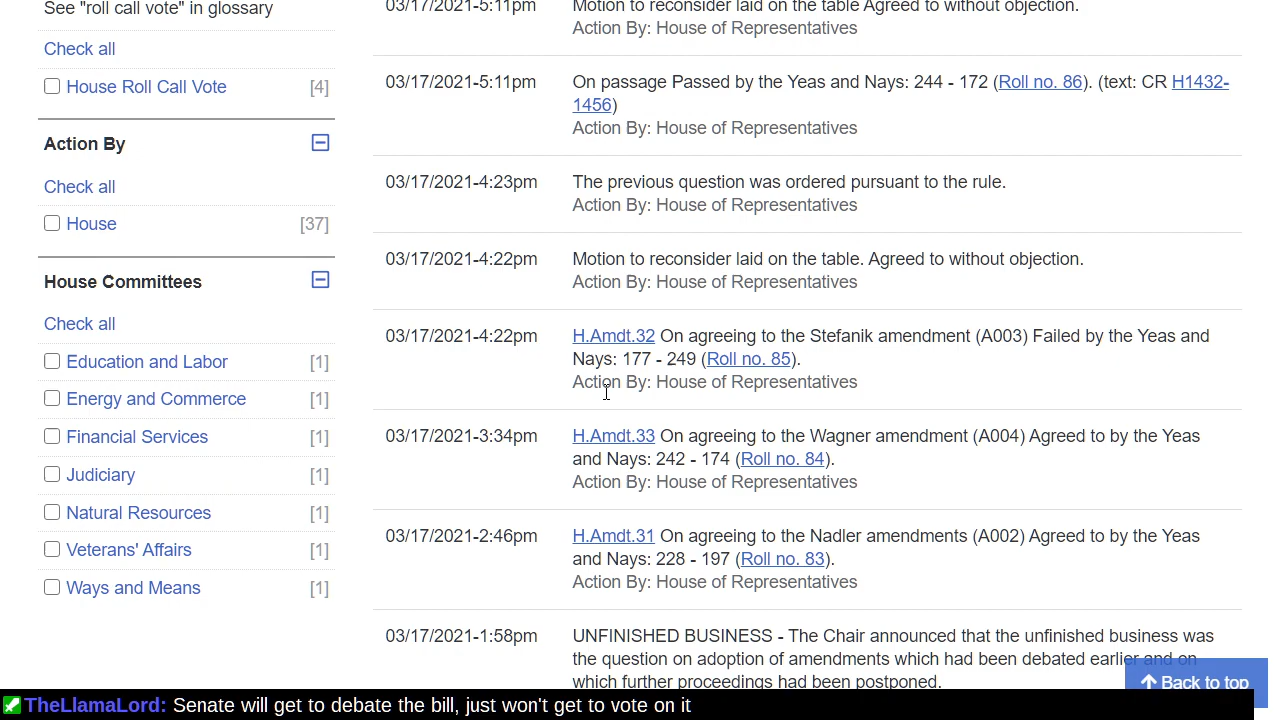 See "roll call vote" in glossary
Check all
House Roll Call Vote [4]
Action By
Check all
House [37]
House Committees
Check all
Education and Labor [1]
Energy and Commerce [1]
Financial Services [1]
Judiciary [1]
Natural Resources [1]
Veterans' Affairs [1]
Ways and Means [1]
03/17/2021-5:11pm Motion to reconsider laid on the table Agreed to without objection.
Action By: House of Representatives
03/17/2021-5:11pm On passage Passed by the Yeas and Nays: 244 - 172 (Roll no. 86). (text: CR H1432-
1456)
Action By: House of Representatives
03/17/2021-4:23pm The previous question was ordered pursuant to the rule.
Action By: House of Representatives
03/17/2021-4:22pm Motion to reconsider laid on the table. Agreed to without objection.
Action By: House of Representatives
03/17/2021-4:22pm H.Amdt.32 On agreeing to the Stefanik amendment (A003) Failed by the Yeas and
Nays: 177 - 249 (Roll no. 85).
Action By: House of Representatives
03/17/2021-3:34pm H.Amdt.33 On agreeing to the Wagner amendment (A004) Agreed to by the Yeas
and Nays: 242 - 174 (Roll no. 84).
Action By: House of Representatives
03/17/2021-2:46pm H.Amdt.31 On agreeing to the Nadler amendments (A002) Agreed to by the Yeas
and Nays: 228 - 197 (Roll no. 83).
Action By: House of Representatives
03/17/2021-1:58pm UNFINISHED BUSINESS - The Chair announced that the unfinished business was
the question on adoption of amendments which had been debated earlier and on
which further proceedings had been postponed.
Back to top
TheLlamaLord: Senate will get to debate the bill, just won't get to vote on it